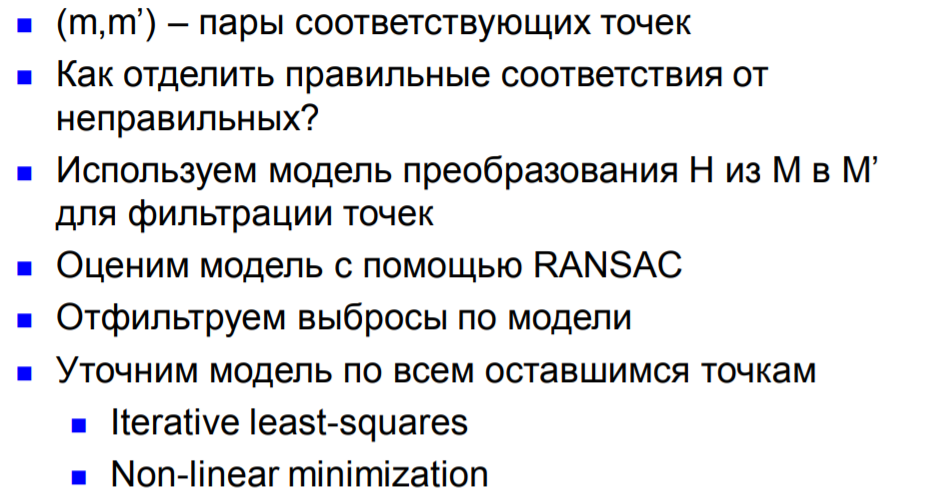 (m,m’) – пары соответствующих точек
Как отделить правильные соответствия от
неправильных?
Используем модель преобразования H из M в M’
для фильтрации точек
Оценим модель с помощью RANSAC
Отфильтруем выбросы по модели
Уточним модель по всем оставшимся точкам
Iterative least-squares
Non-linear minimization